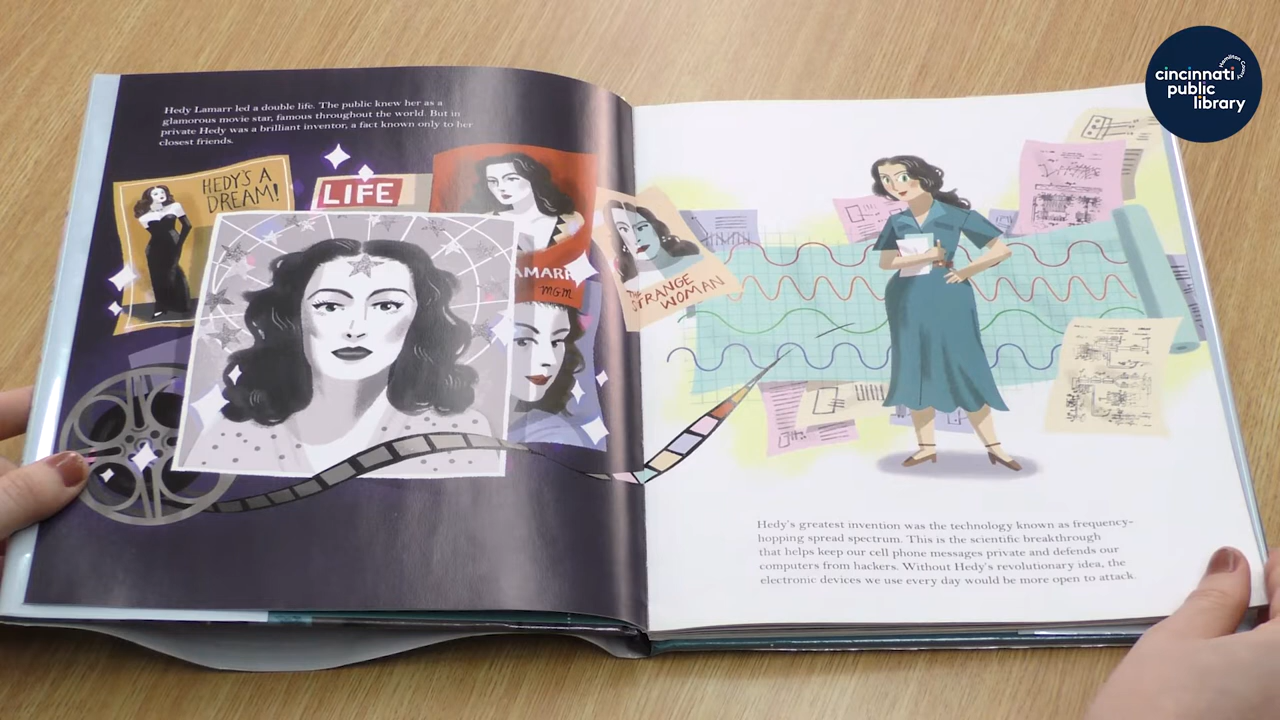 Hedy Lamarr led a double life. The public knew her as a
glamorous movie star, famous throughout the world. But in
private Hedy was a brilliant inventor, a fact known only to her
closest friends.
HEDY'S A
DREAM!
LIFE
LAMARR
MGM
THE
STRANGE
WOMAN
Hedy's greatest invention was the technology known as frequency-
hopping spread spectrum. This is the scientific breakthrough
that helps keep our cell phone messages private and defends our
computers from hackers. Without Hedy's revolutionary idea, the
electronic devices we use every day would be more open to attack.
cincinnati
Hamilton County
public
library